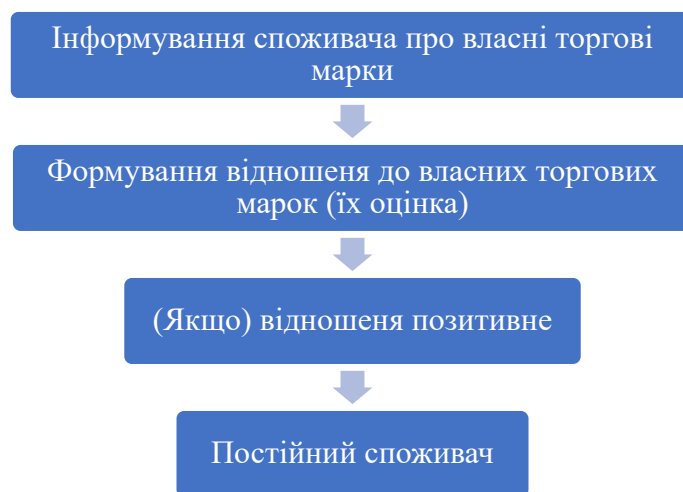 Інформування споживача про власні торгові
марки
Формування відношеня до власних торгових
марок (їх оцінка)
(Якщо) відношеня позитивне
Постійний споживач